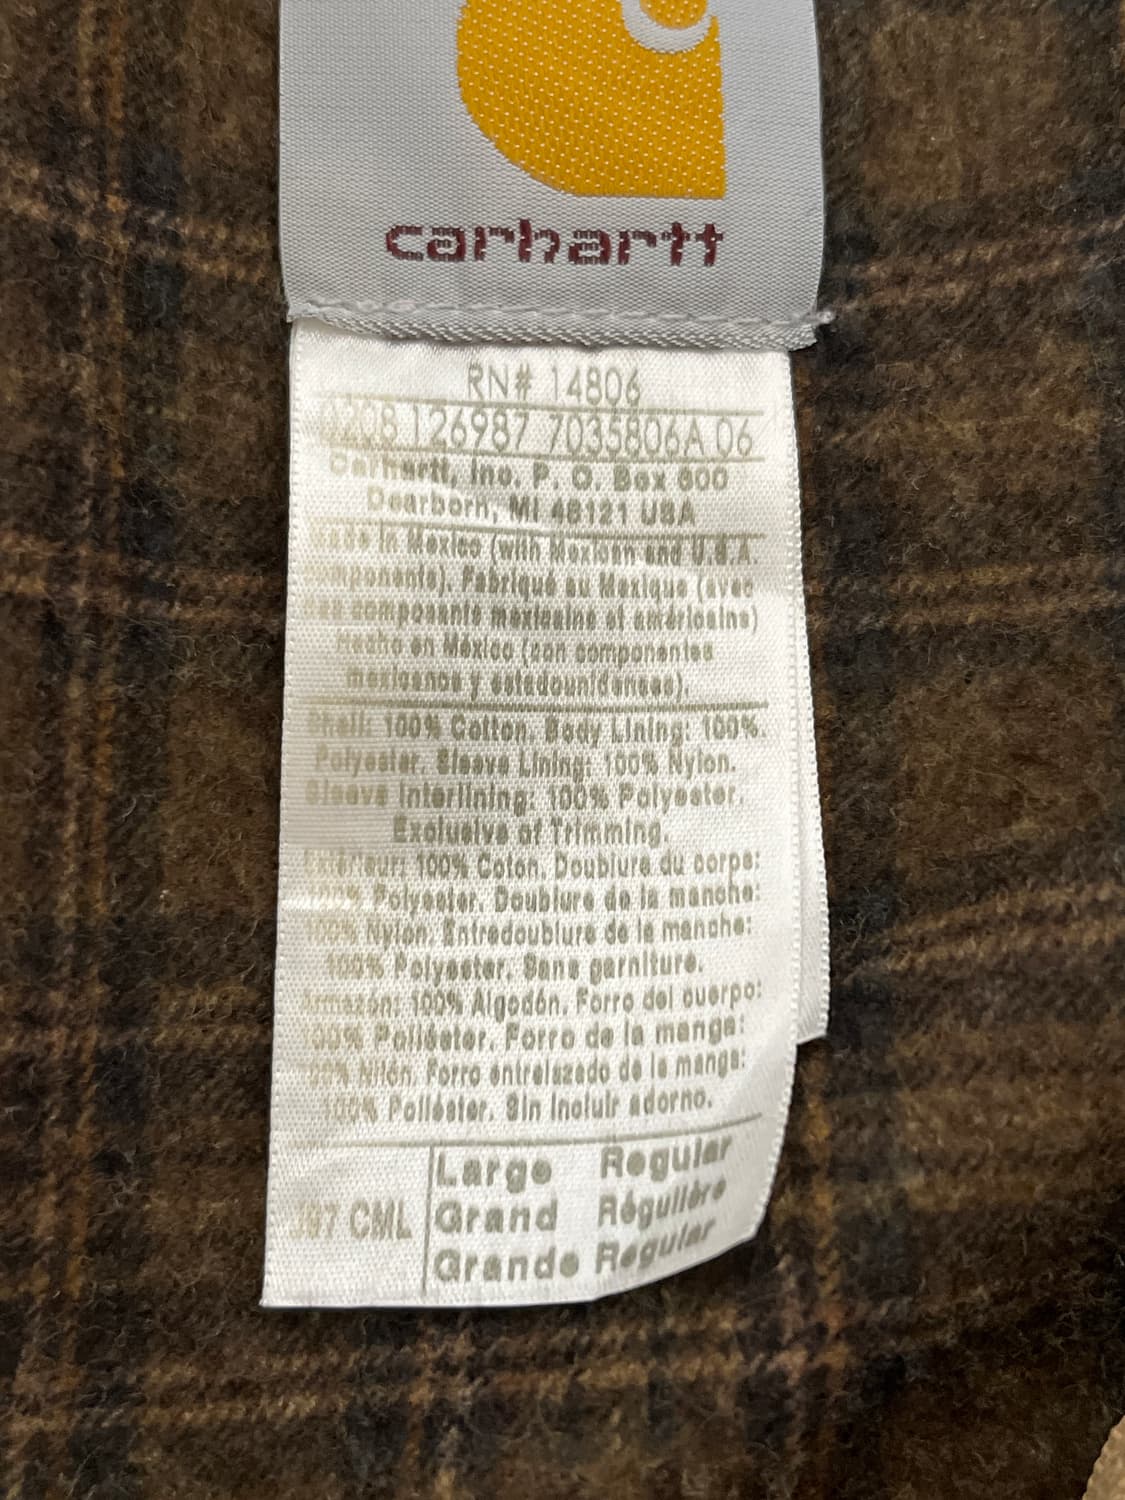 carhartt
RN# 14806
0208 126987 7035806A 06
Carhartt, Inc. P. O. Box 600
Dearborn, MI 48121 USA
Made in Mexico (with Mexican and U.S.A.
components). Fabriqué au Mexique (avec
des composants mexicains et américains)
Hecho en México (con componentes
mexicanos y estadounidenses).
Shell: 100% Cotton. Body Lining: 100%.
Polyester. Sleeve Lining: 100% Nylon.
Sleeve Interlining: 100% Polyester.
Exclusive of Trimming.
Extérieur: 100% Coton. Doublure du corps:
100% Polyester. Doublure de la manche:
100% Nylon. Entredoublure de la manche:
100% Polyester. Sans garniture.
Armazón: 100% Algodón. Forro del cuerpo:
100% Poliéster. Forro de la manga:
100% Nilón. Forro entrelazado de la manga:
100% Poliéster. Sin Incluir adorno.
CML
Large Regular
Grand Régulière
Grande Regular